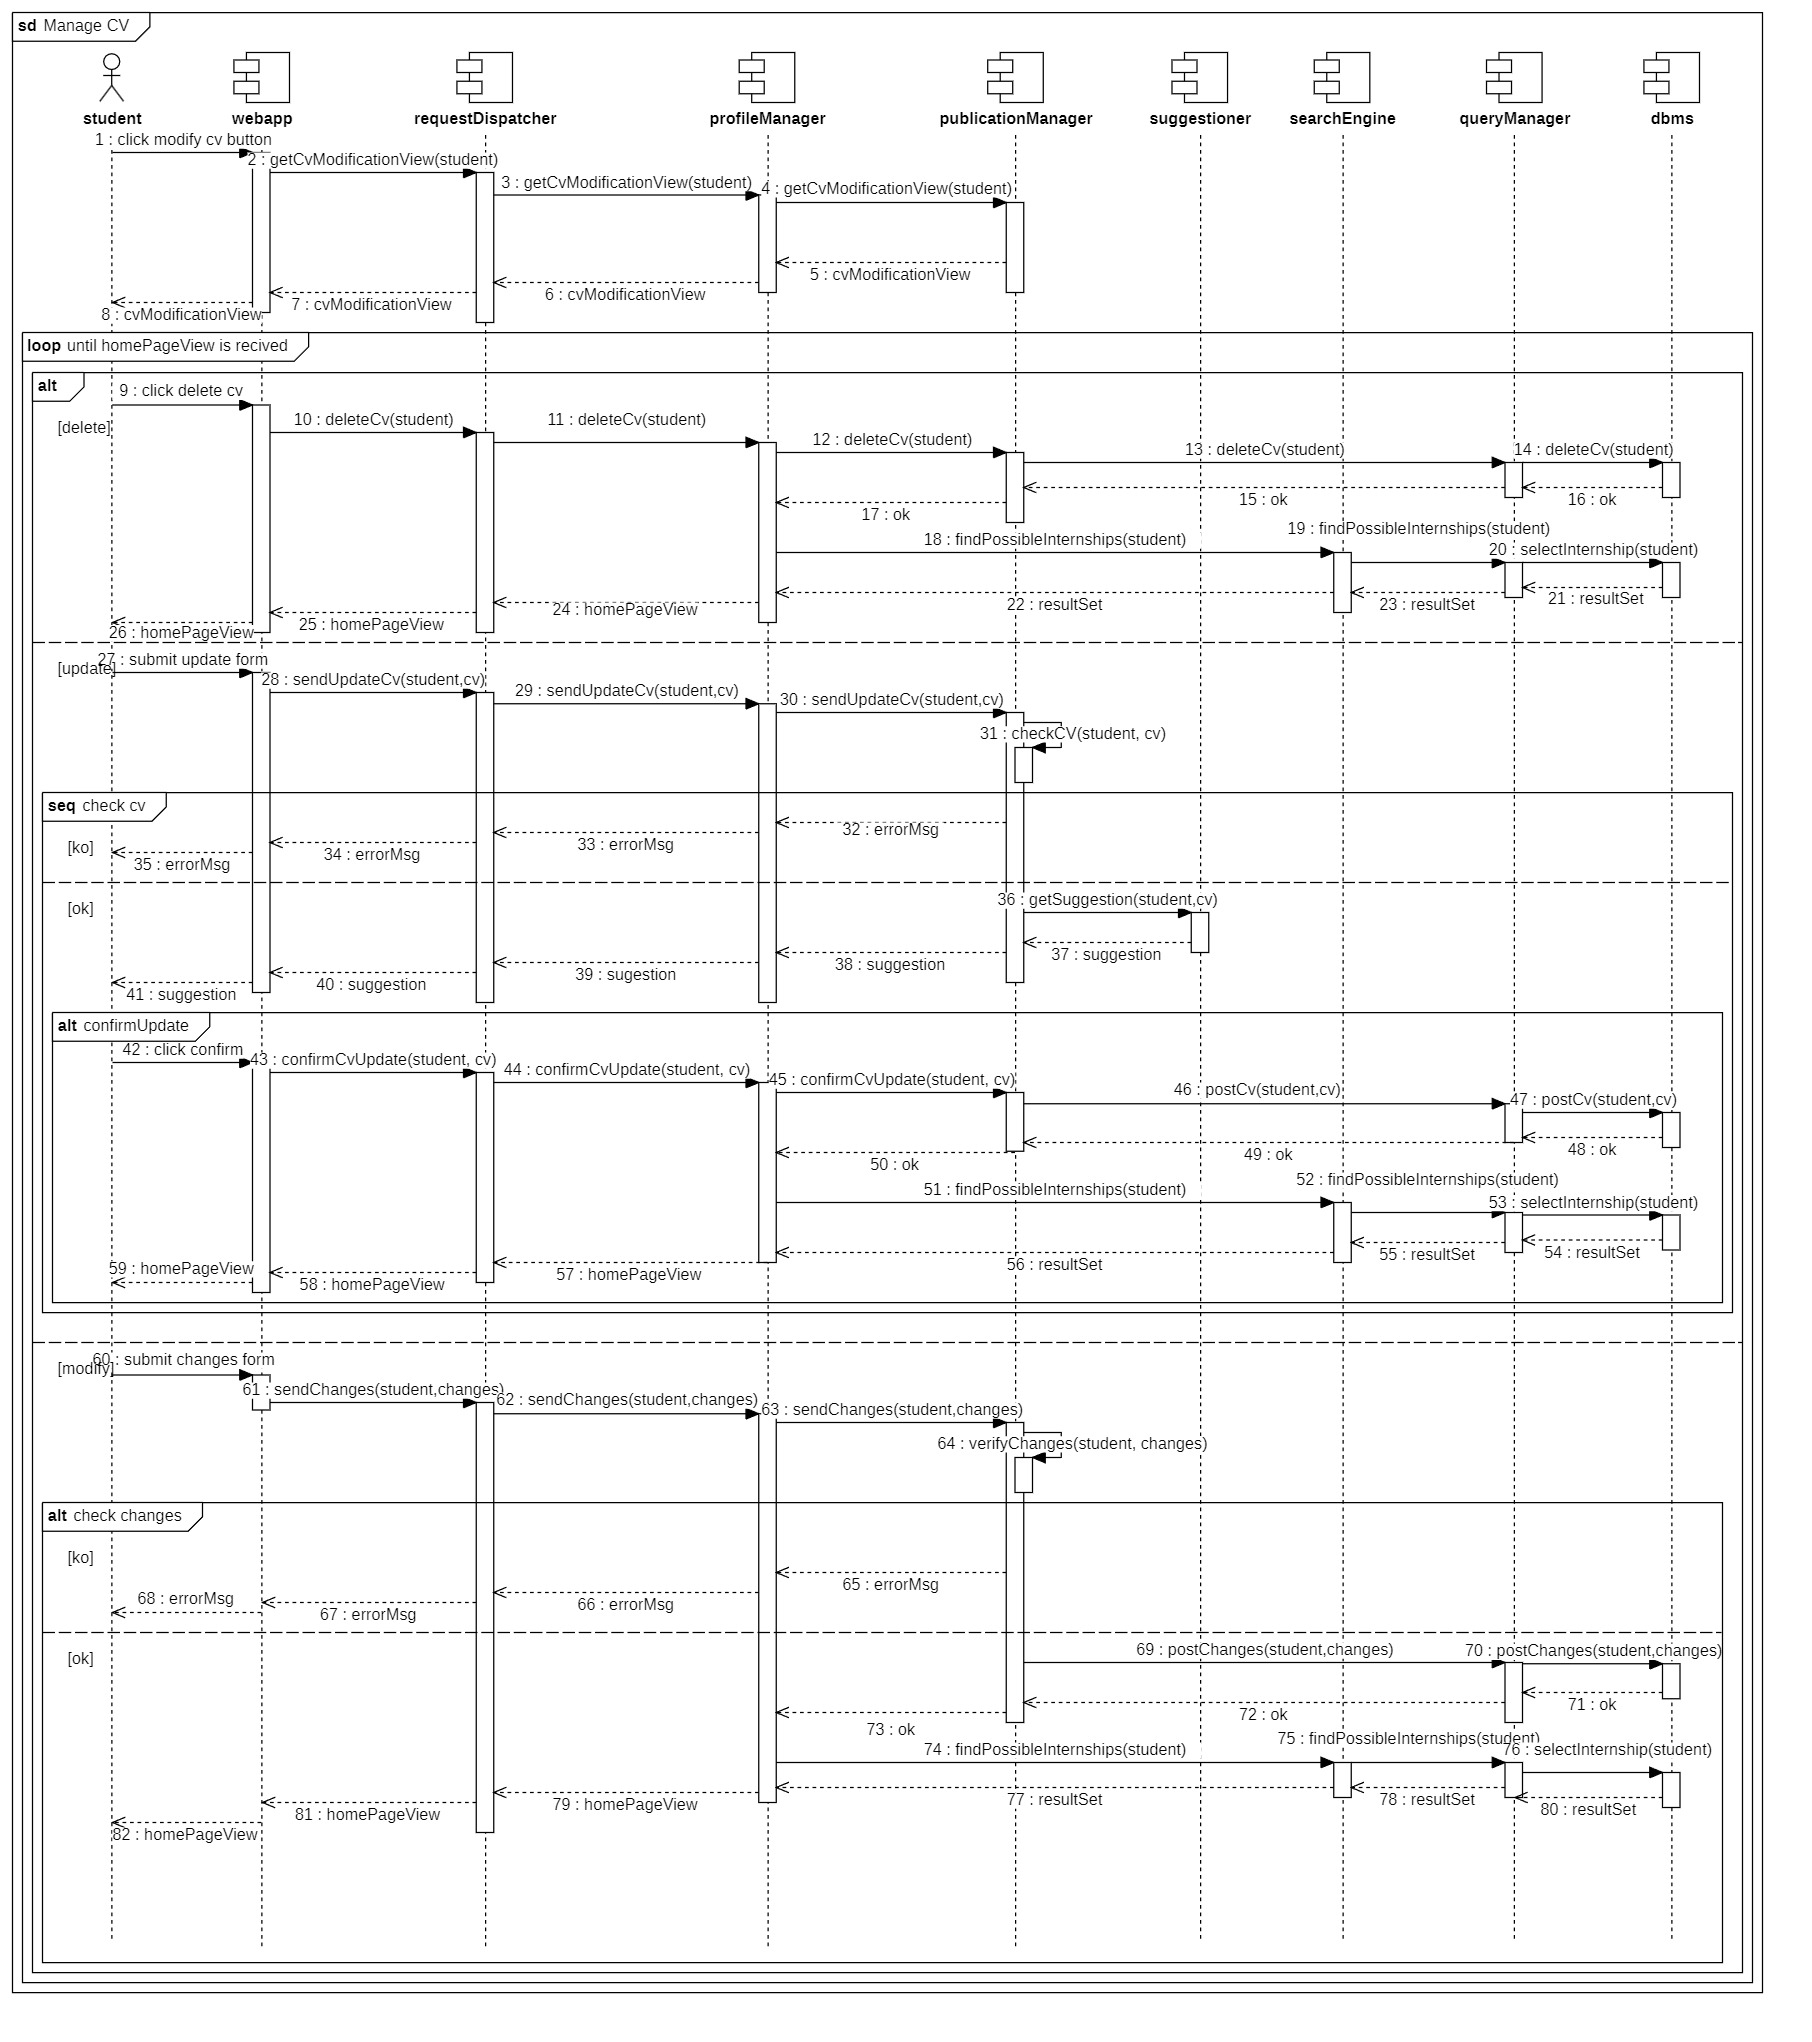 sd Manage CV
student
webapp
requestDispatcher
profileManager
publicationManager
suggestioner
searchEngine
queryManager
dbms
1 : click modify cv button
2 : getCvModificationView(student)
3 : getCvModificationView(student)
4 : getCvModificationView(student)
5 : cvModificationView
6 : cvModificationView
7 : cvModificationView
8 : cvModificationView
loop until homePageView is recived
alt
9 : click delete cv
[delete]
10 : deleteCv(student)
11 : deleteCv(student)
12 : deleteCv(student)
13 : deleteCv(student)
14 : deleteCv(student)
15 : ok
16 : ok
17 : ok
18 : findPossibleInternships(student)
19 : findPossibleInternships(student)
20 : selectInternship(student)
21 : resultSet
22 : resultSet
23 : resultSet
24 : homePageView
25 : homePageView
26 : homePageView
[update]
27 : submit update form
28 : sendUpdateCv(student,cv)
29 : sendUpdateCv(student,cv)
30 : sendUpdateCv(student,cv)
31 : checkCV(student, cv)
seq check cv
[ko]
32 : errorMsg
33 : errorMsg
34 : errorMsg
35 : errorMsg
[ok]
36 : getSuggestion(student,cv)
37 : suggestion
38 : suggestion
39 : sugestion
40 : suggestion
41 : suggestion
alt confirmUpdate
42 : click confirm
43 : confirmCvUpdate(student, cv)
44 : confirmCvUpdate(student, cv)
45 : confirmCvUpdate(student, cv)
46 : postCv(student,cv)
47 : postCv(student,cv)
48 : ok
49 : ok
50 : ok
51 : findPossibleInternships(student)
52 : findPossibleInternships(student)
53 : selectInternship(student)
54 : resultSet
55 : resultSet
56 : resultSet
57 : homePageView
58 : homePageView
59 : homePageView
[modify]
60 : submit changes form
61 : sendChanges(student,changes)
62 : sendChanges(student,changes)
63 : sendChanges(student,changes)
64 : verifyChanges(student, changes)
alt check changes
[ko]
65 : errorMsg
66 : errorMsg
67 : errorMsg
68 : errorMsg
[ok]
69 : postChanges(student,changes)
70 : postChanges(student,changes)
71 : ok
72 : ok
73 : ok
74 : findPossibleInternships(student)
75 : findPossibleInternships(student)
76 : selectInternship(student)
77 : resultSet
78 : resultSet
79 : homePageView
80 : resultSet
81 : homePageView
82 : homePageView